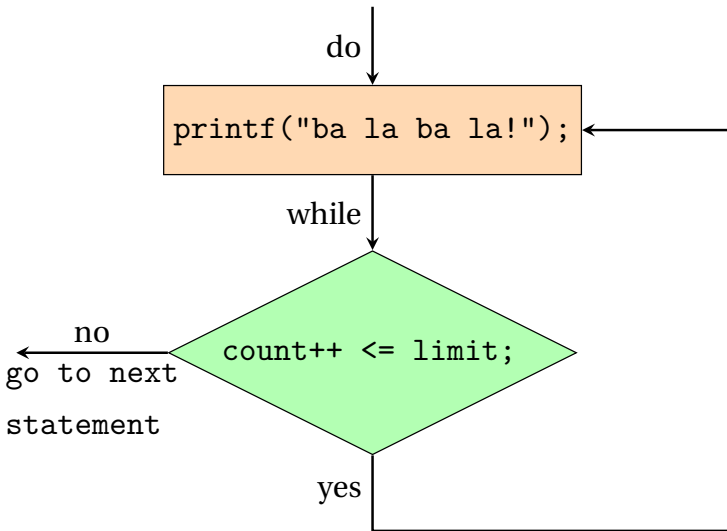 do
printf("ba la ba la!");
while
no
count++ <= limit;
go to next
statement
yes